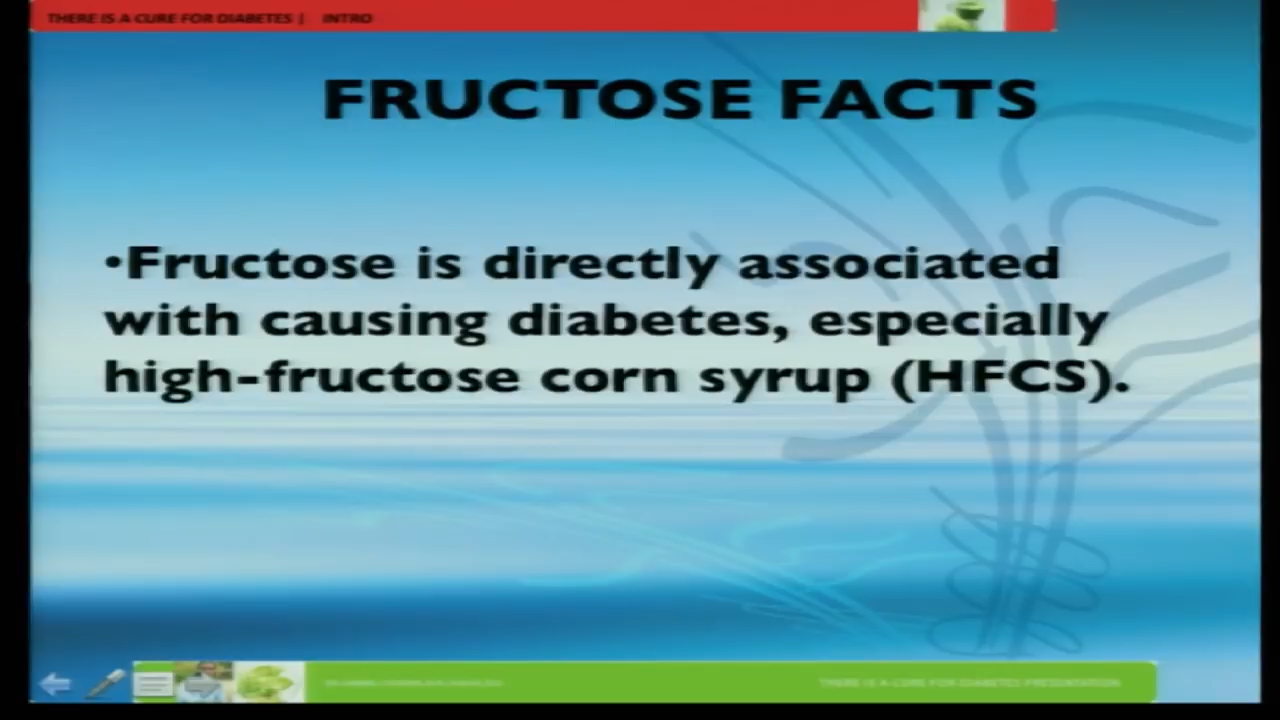 THERE IS A CURE FOR DIABETES | INTRO
FRUCTOSE FACTS
•Fructose is directly associated
with causing diabetes, especially
high-fructose corn syrup (HFCS).
THERE IS A CURE FOR DIABETES PRESENTATION